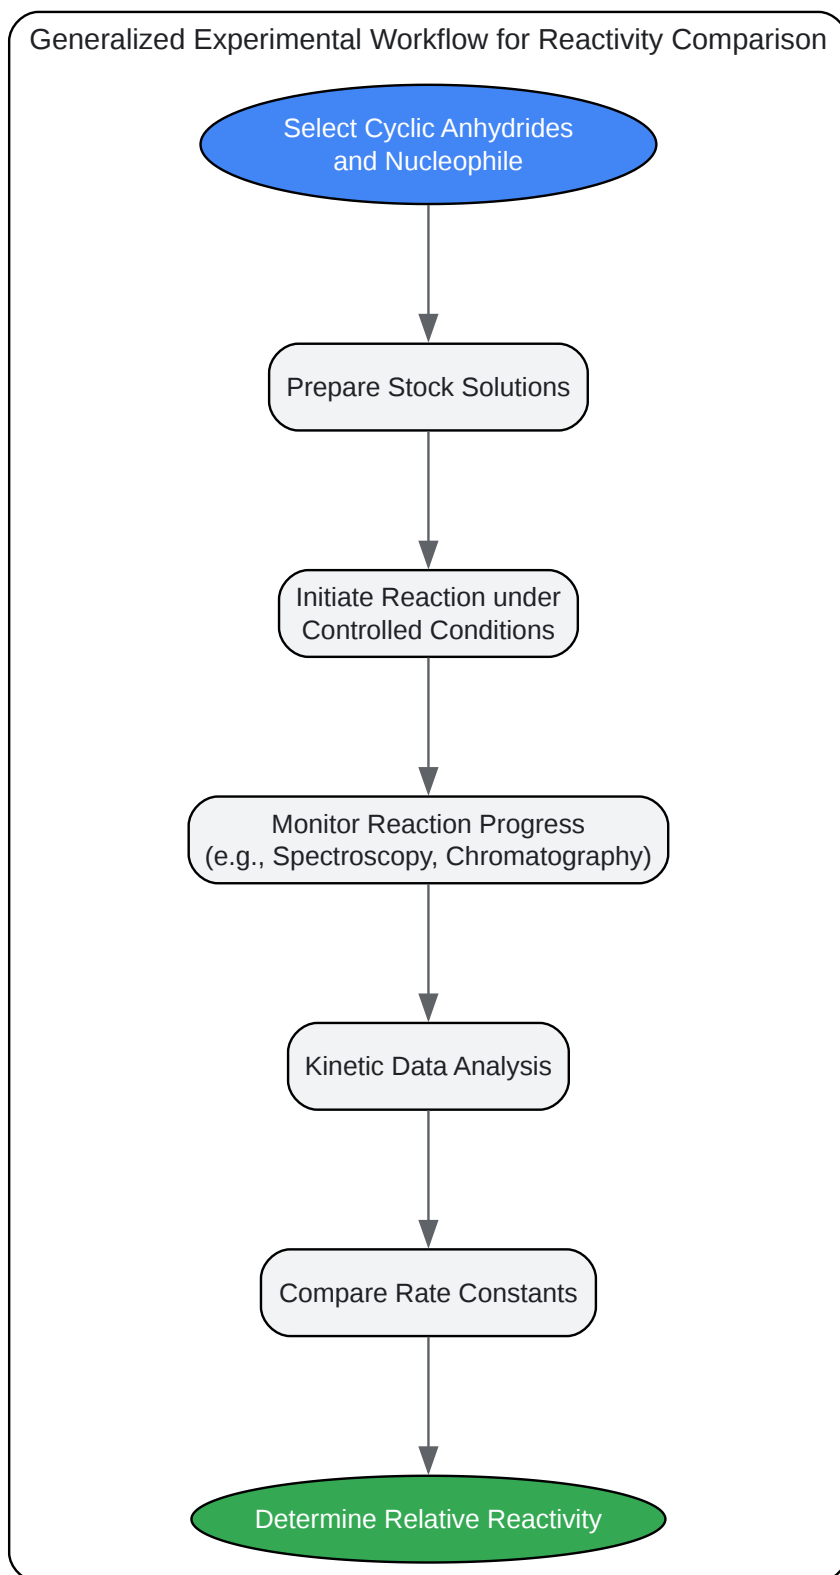 Generalized Experimental Workflow for Reactivity Comparison
Select Cyclic Anhydrides
and Nucleophile
Prepare Stock Solutions
Initiate Reaction under
Controlled Conditions
Monitor Reaction Progress
(e.g., Spectroscopy, Chromatography)
Kinetic Data Analysis
Compare Rate Constants
Determine Relative Reactivity